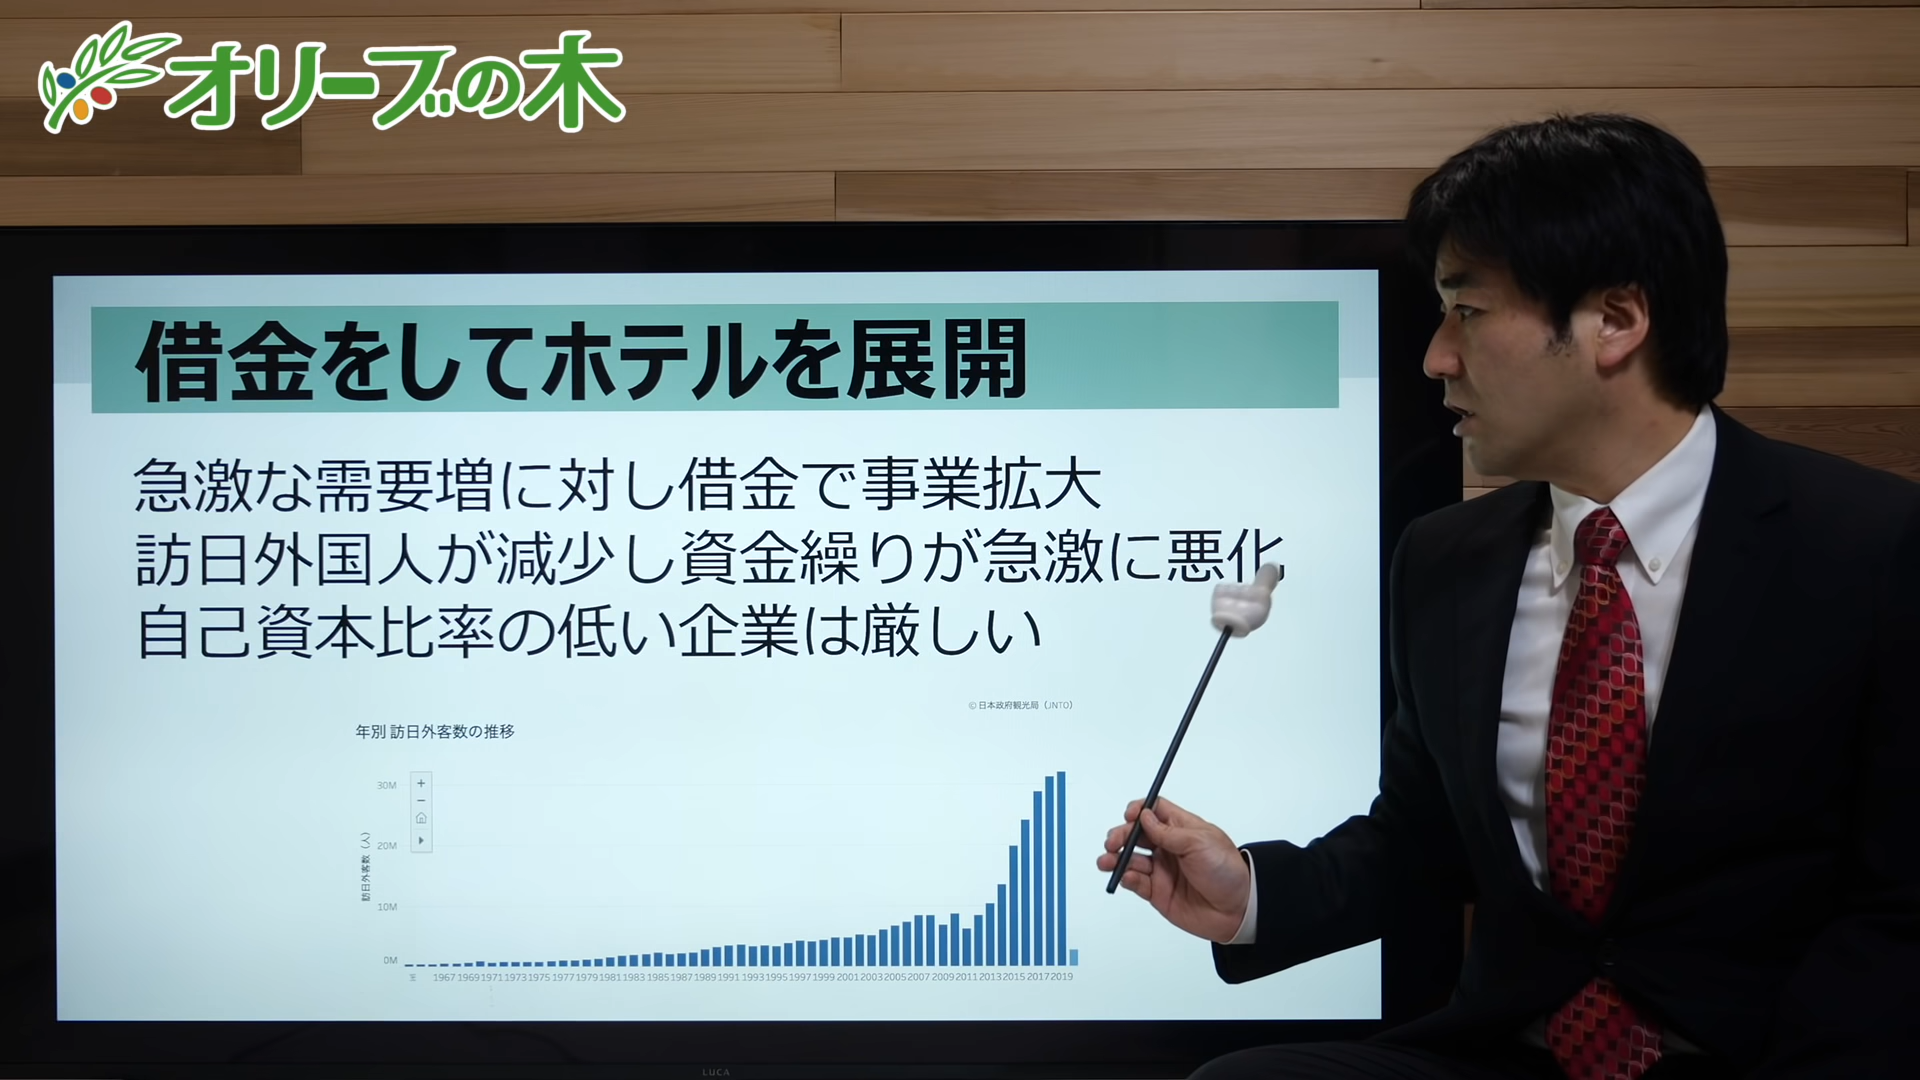 オリーブの木
借金をしてホテルを展開
急激な需要増に対し借金で事業拡大
訪日外国人が減少し資金繰りが急激に悪化
自己資本比率の低い企業は厳しい
© 日本政府観光局（JNTO）
年別 訪日外客数の推移
30M
20M
10M
0M
訪日外客数（人）
1967 1969 1971 1973 1975 1977 1979 1981 1983 1985 1987 1989 1991 1993 1995 1997 1999 2001 2003 2005 2007 2009 2011 2013 2015 2017 2019
LUCA